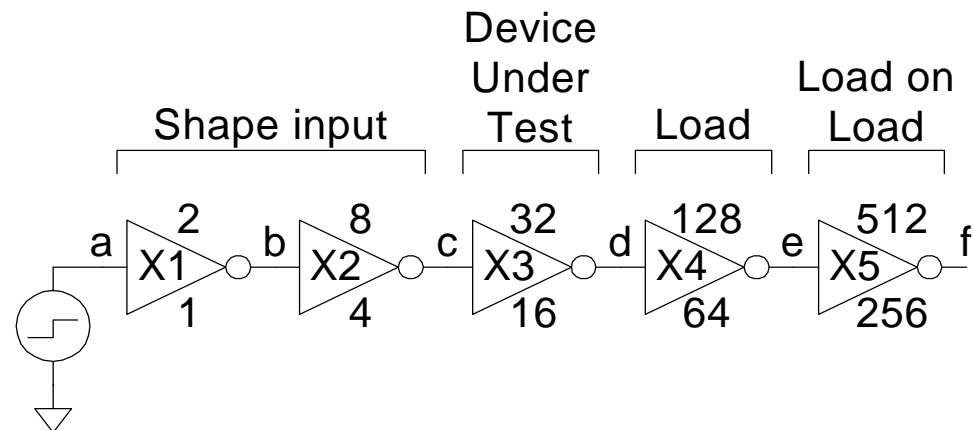 Device
Under
Test
Shape input
Load
Load on
Load
2
8
32
128
512
a
X1
b
X2
c
X3
d
X4
e
X5
f
1
4
16
64
256